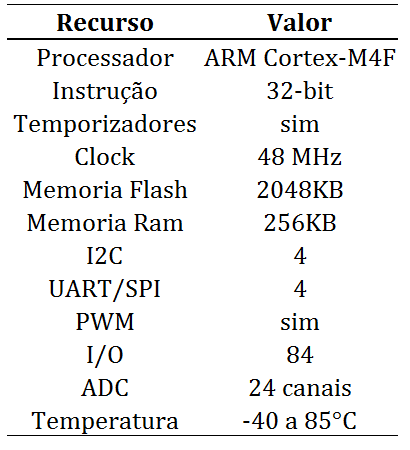 Recurso Valor
Processador ARM Cortex-M4F
Instrução 32-bit
Temporizadores sim
Clock 48 MHz
Memoria Flash 2048KB
Memoria Ram 256KB
I2C 4
UART/SPI 4
PWM sim
I/O 84
ADC 24 canais
Temperatura -40 a 85°C